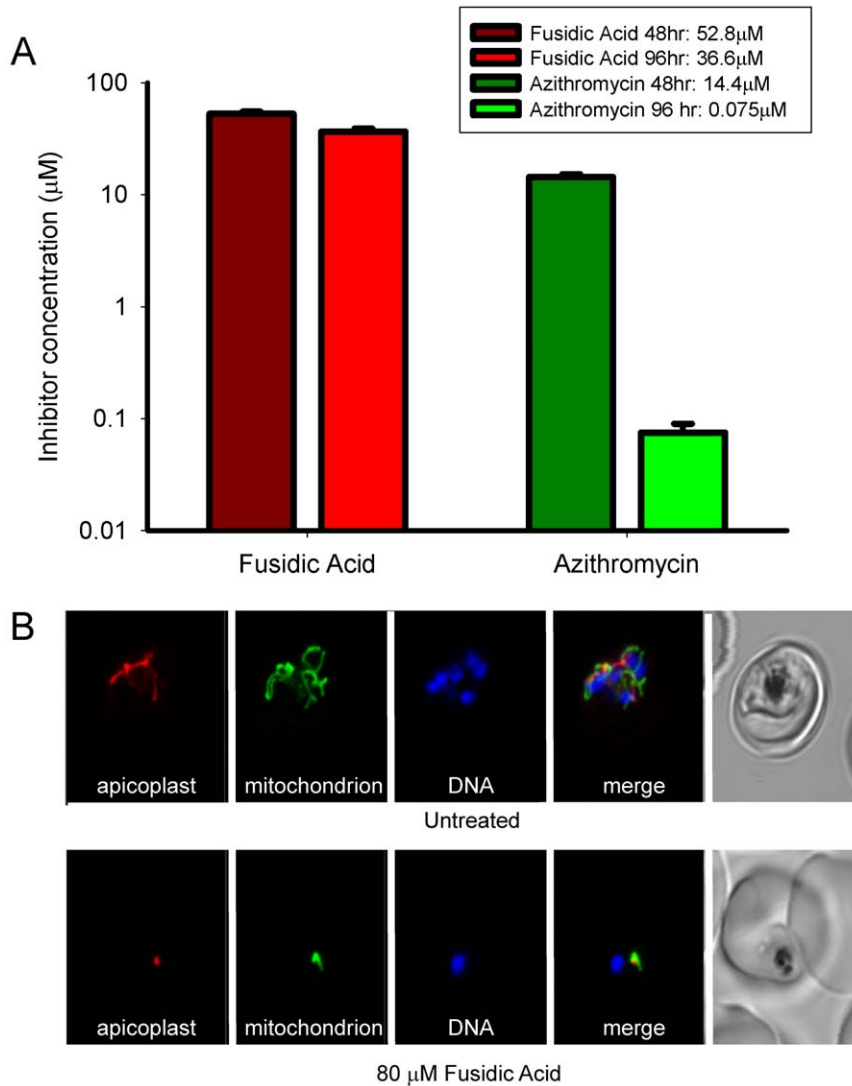 A
Fusidic Acid 48hr: 52.8μM
Fusidic Acid 96hr: 36.6μM
Azithromycin 48hr: 14.4μM
Azithromycin 96 hr: 0.075μM
Inhibitor concentration (μM)
100
10
1
0.1
0.01
Fusidic Acid
Azithromycin
B
apicoplast
mitochondrion
DNA
merge
Untreated
apicoplast
mitochondrion
DNA
merge
80 μM Fusidic Acid